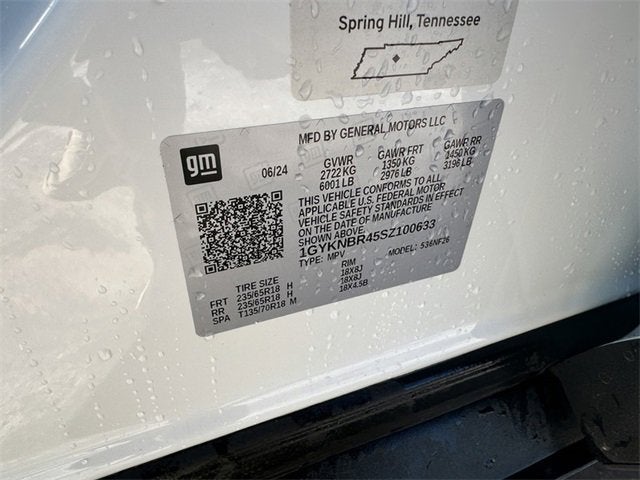 Spring Hill, Tennessee
MFD BY GENERAL MOTORS LLC
gm
06/24
GVWR GAWR FRT GAWR RR
2722 KG 1350 KG 1450 KG
6001 LB 2976 LB 3196 LB
THIS VEHICLE CONFORMS TO ALL
APPLICABLE U.S. FEDERAL MOTOR
VEHICLE SAFETY STANDARDS IN EFFECT
ON THE DATE OF MANUFACTURE
SHOWN ABOVE.
1GYKNBR45SZ100633
TYPE: MPV MODEL: 536NF26
TIRE SIZE RIM
FRT 235/65R18 H 18X8J
RR 235/65R18 H 18X8J
SPA T135/70R18 M 18X4.5B